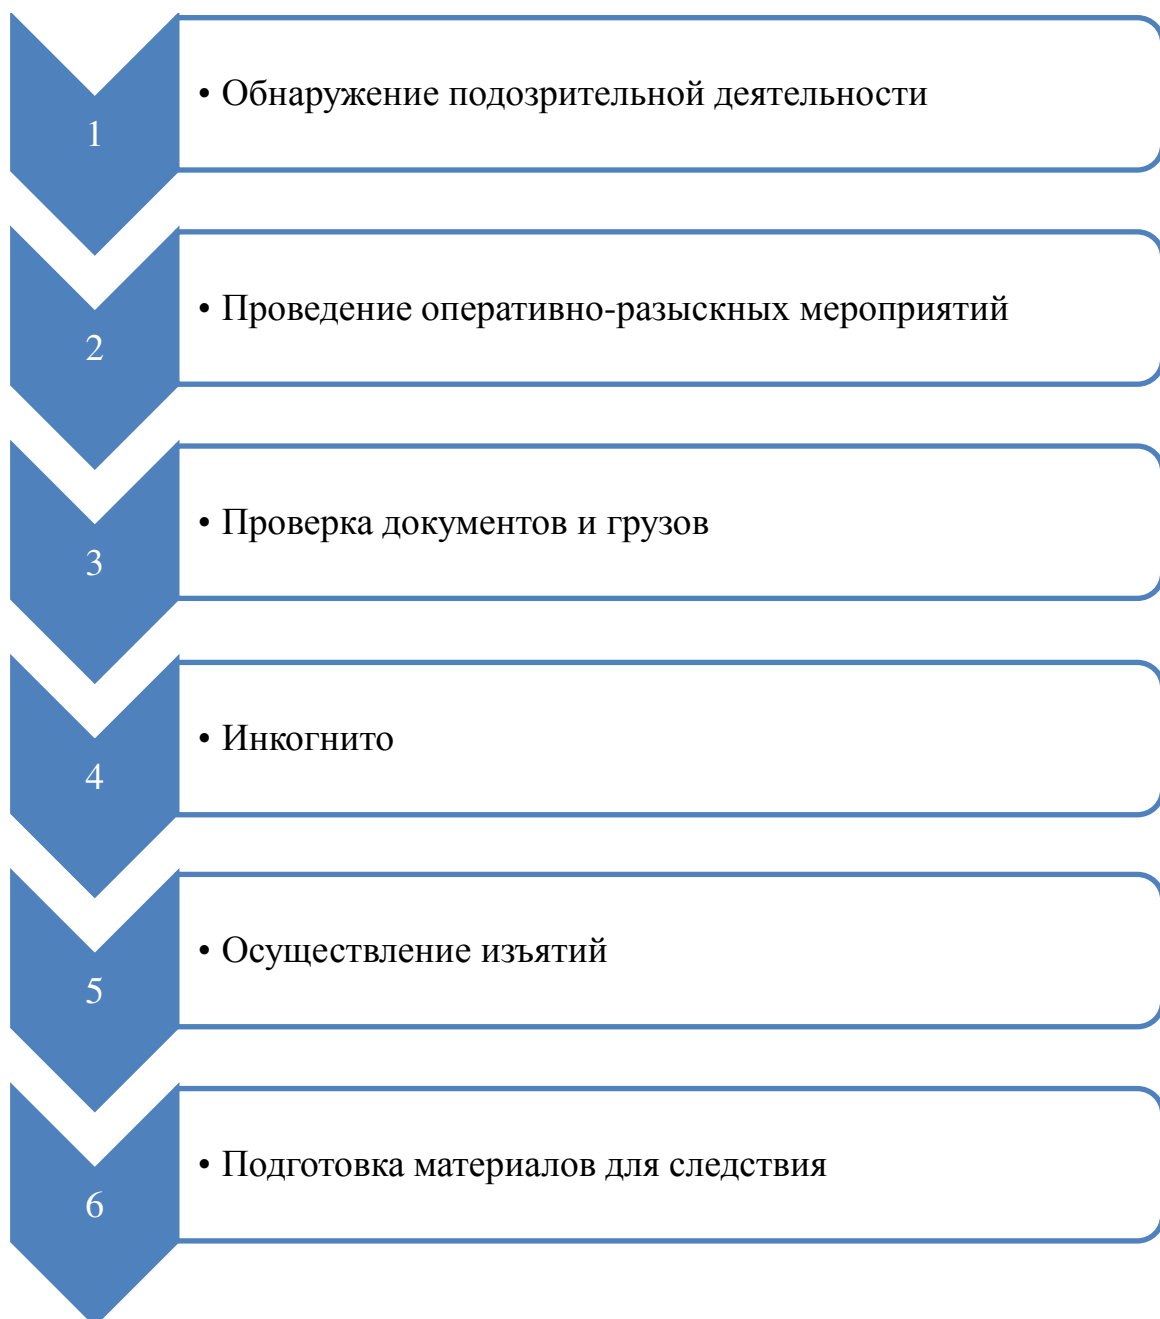 1
• Обнаружение подозрительной деятельности
2
• Проведение оперативно-разыскных мероприятий
3
• Проверка документов и грузов
4
• Инкогнито
5
• Осуществление изъятий
6
• Подготовка материалов для следствия